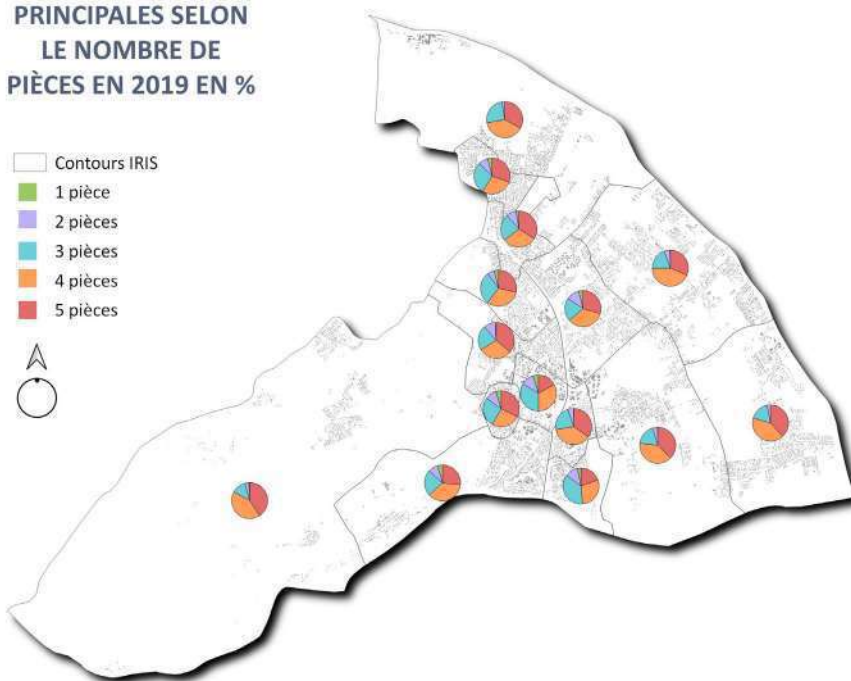 PRINCIPALES SELON
LE NOMBRE DE
PIÈCES EN 2019 EN %
Contours IRIS
1 pièce
2 pièces
3 pièces
4 pièces
5 pièces